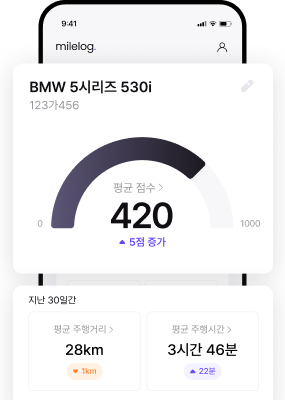 9:41
milelog.
BMW 5시리즈 530i
123가456
평균 점수
420
0
1000
5점 증가
지난 30일간
평균 주행거리
평균 주행시간
28km
3시간 46분
1km
22분